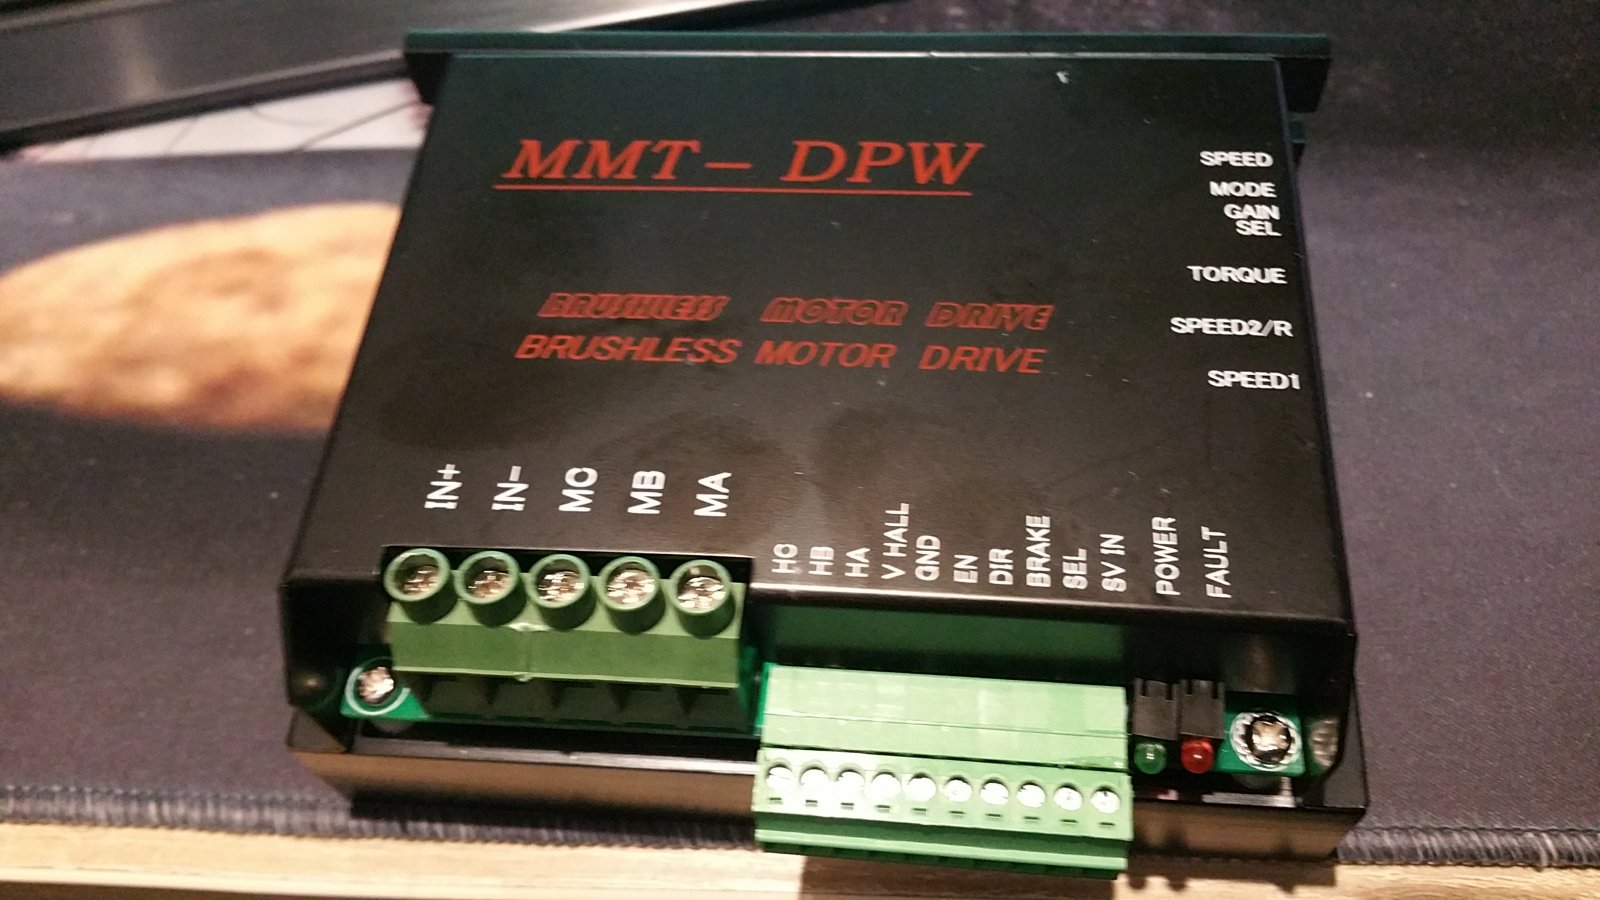 MMT- DPW
BRUSHLESS MOTOR DRIVE
BRUSHLESS MOTOR DRIVE
SPEED
MODE
GAIN
SEL
TORQUE
SPEED2/R
SPEED1
IN+
IN-
MC
MB
MA
HC
HB
HA
V HALL
GND
EN
DIR
BRAKE
SEL
SV IN
POWER
FAULT